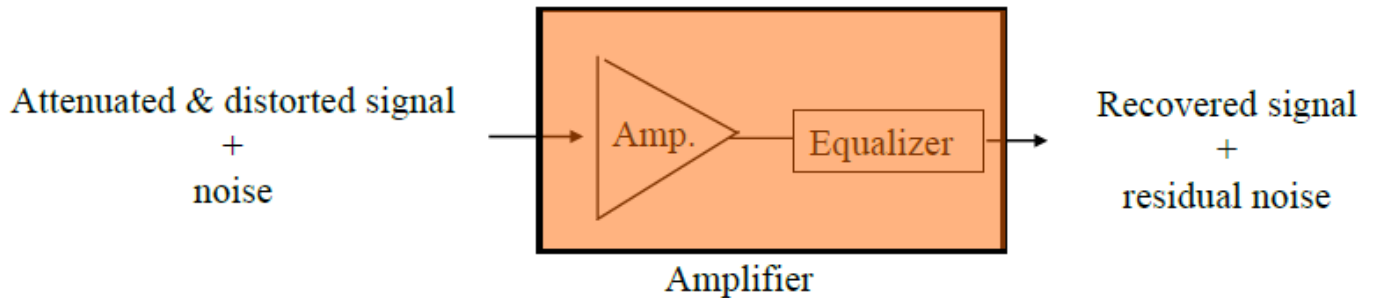 Attenuated & distorted signal
+
noise
Amp.
Equalizer
Recovered signal
+
residual noise
Amplifier